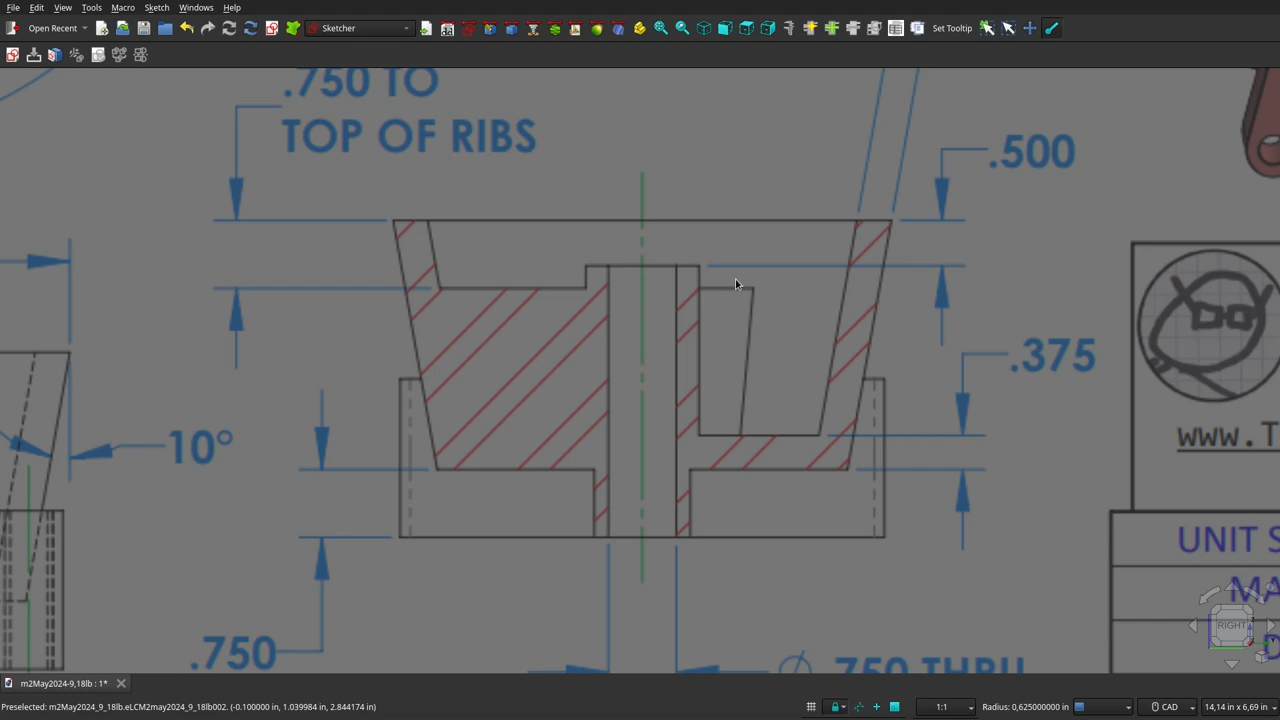 File Edit View Tools Macro Sketch Windows Help
Open Recent Sketcher Set Tooltip
.750 TO
TOP OF RIBS
.500
.375
10°
www.T
UNIT S
MA
RIGHT
.750
∅ .750 THRU
m2May2024-9,18lb : 1*
Preselected: m2May2024_9_18lb.eLCM2may2024_9_18lb002. (-0.100000 in, 1.039984 in, 2.844174 in) 1:1 Radius: 0,625000000 in CAD 14,14 in x 6,69 in